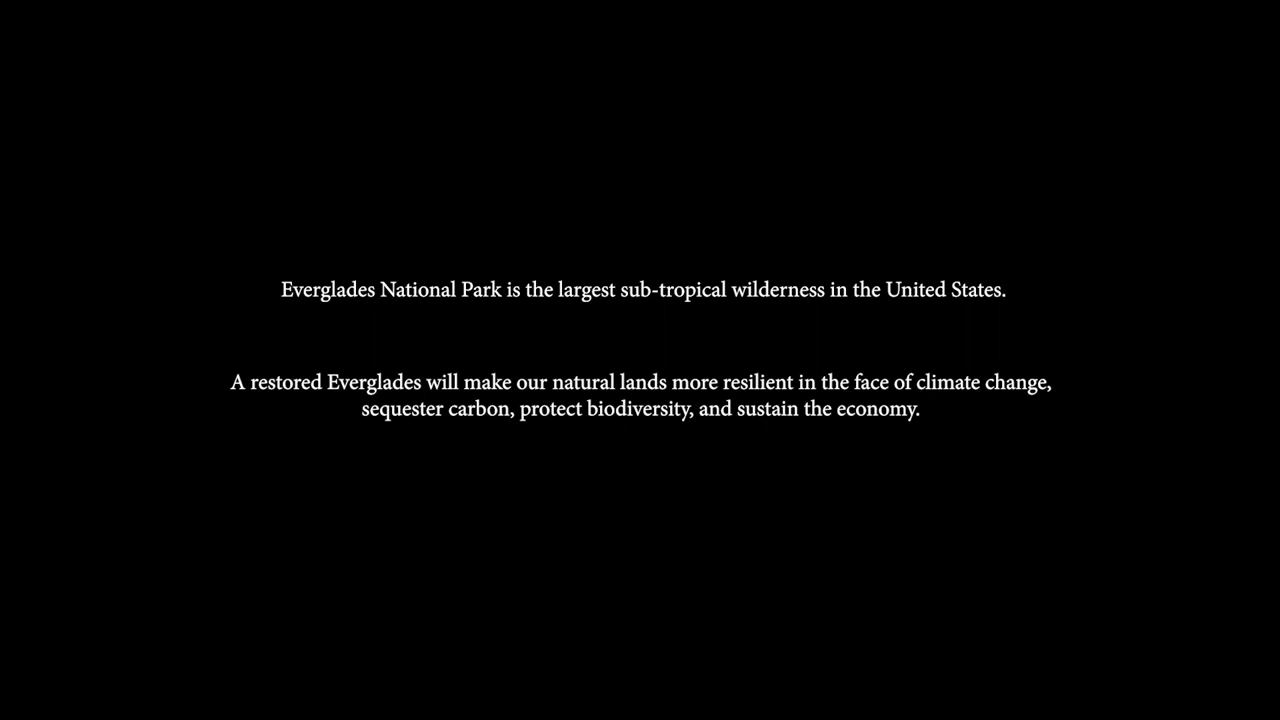 Everglades National Park is the largest sub-tropical wilderness in the United States.
A restored Everglades will make our natural lands more resilient in the face of climate change,
sequester carbon, protect biodiversity, and sustain the economy.